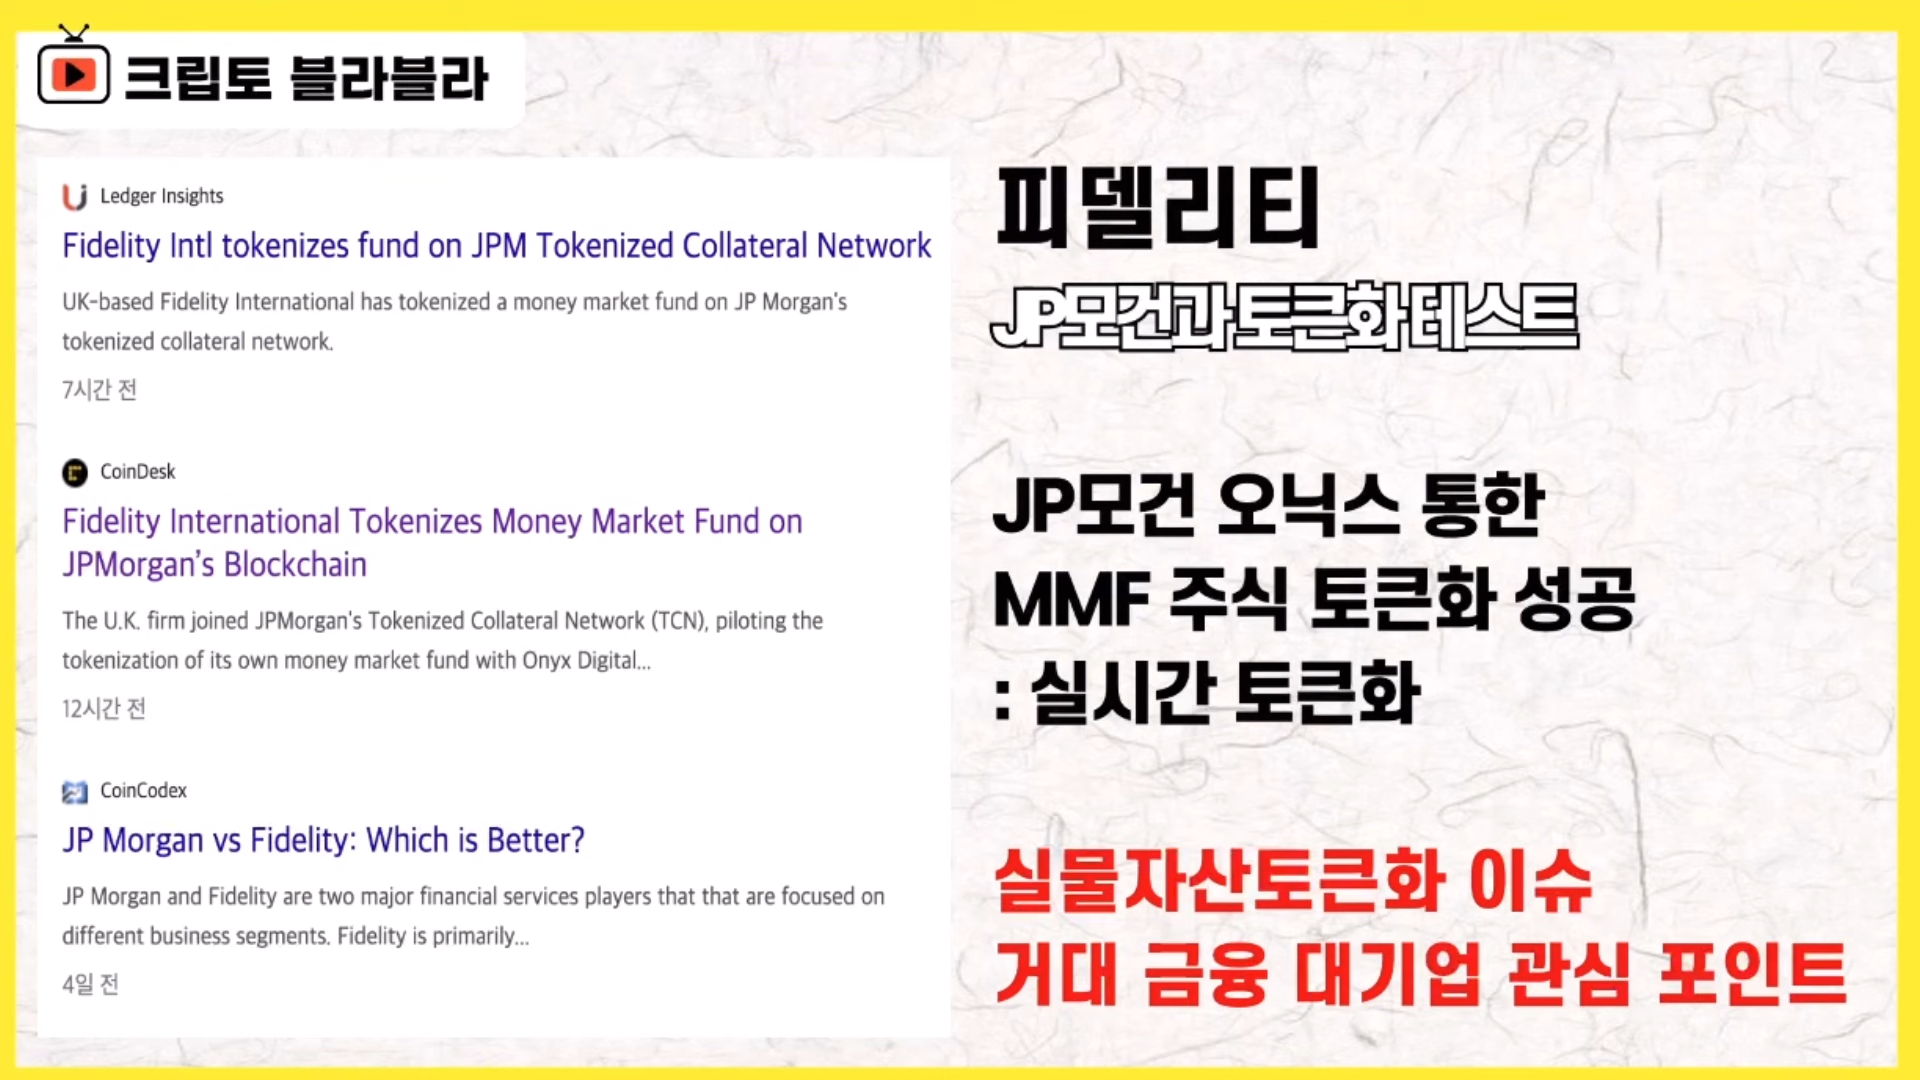 크립토 블라블라
Ledger Insights
Fidelity Intl tokenizes fund on JPM Tokenized Collateral Network
UK-based Fidelity International has tokenized a money market fund on JP Morgan's
tokenized collateral network.
7시간 전
CoinDesk
Fidelity International Tokenizes Money Market Fund on
JPMorgan's Blockchain
The U.K. firm joined JPMorgan's Tokenized Collateral Network (TCN), piloting the
tokenization of its own money market fund with Onyx Digital...
12시간 전
CoinCodex
JP Morgan vs Fidelity: Which is Better?
JP Morgan and Fidelity are two major financial services players that that are focused on
different business segments. Fidelity is primarily...
4일 전
피델리티
JP모건과 토큰화 테스트
JP모건 오닉스 통한
MMF 주식 토큰화 성공
: 실시간 토큰화
실물자산토큰화 이슈
거대 금융 대기업 관심 포인트